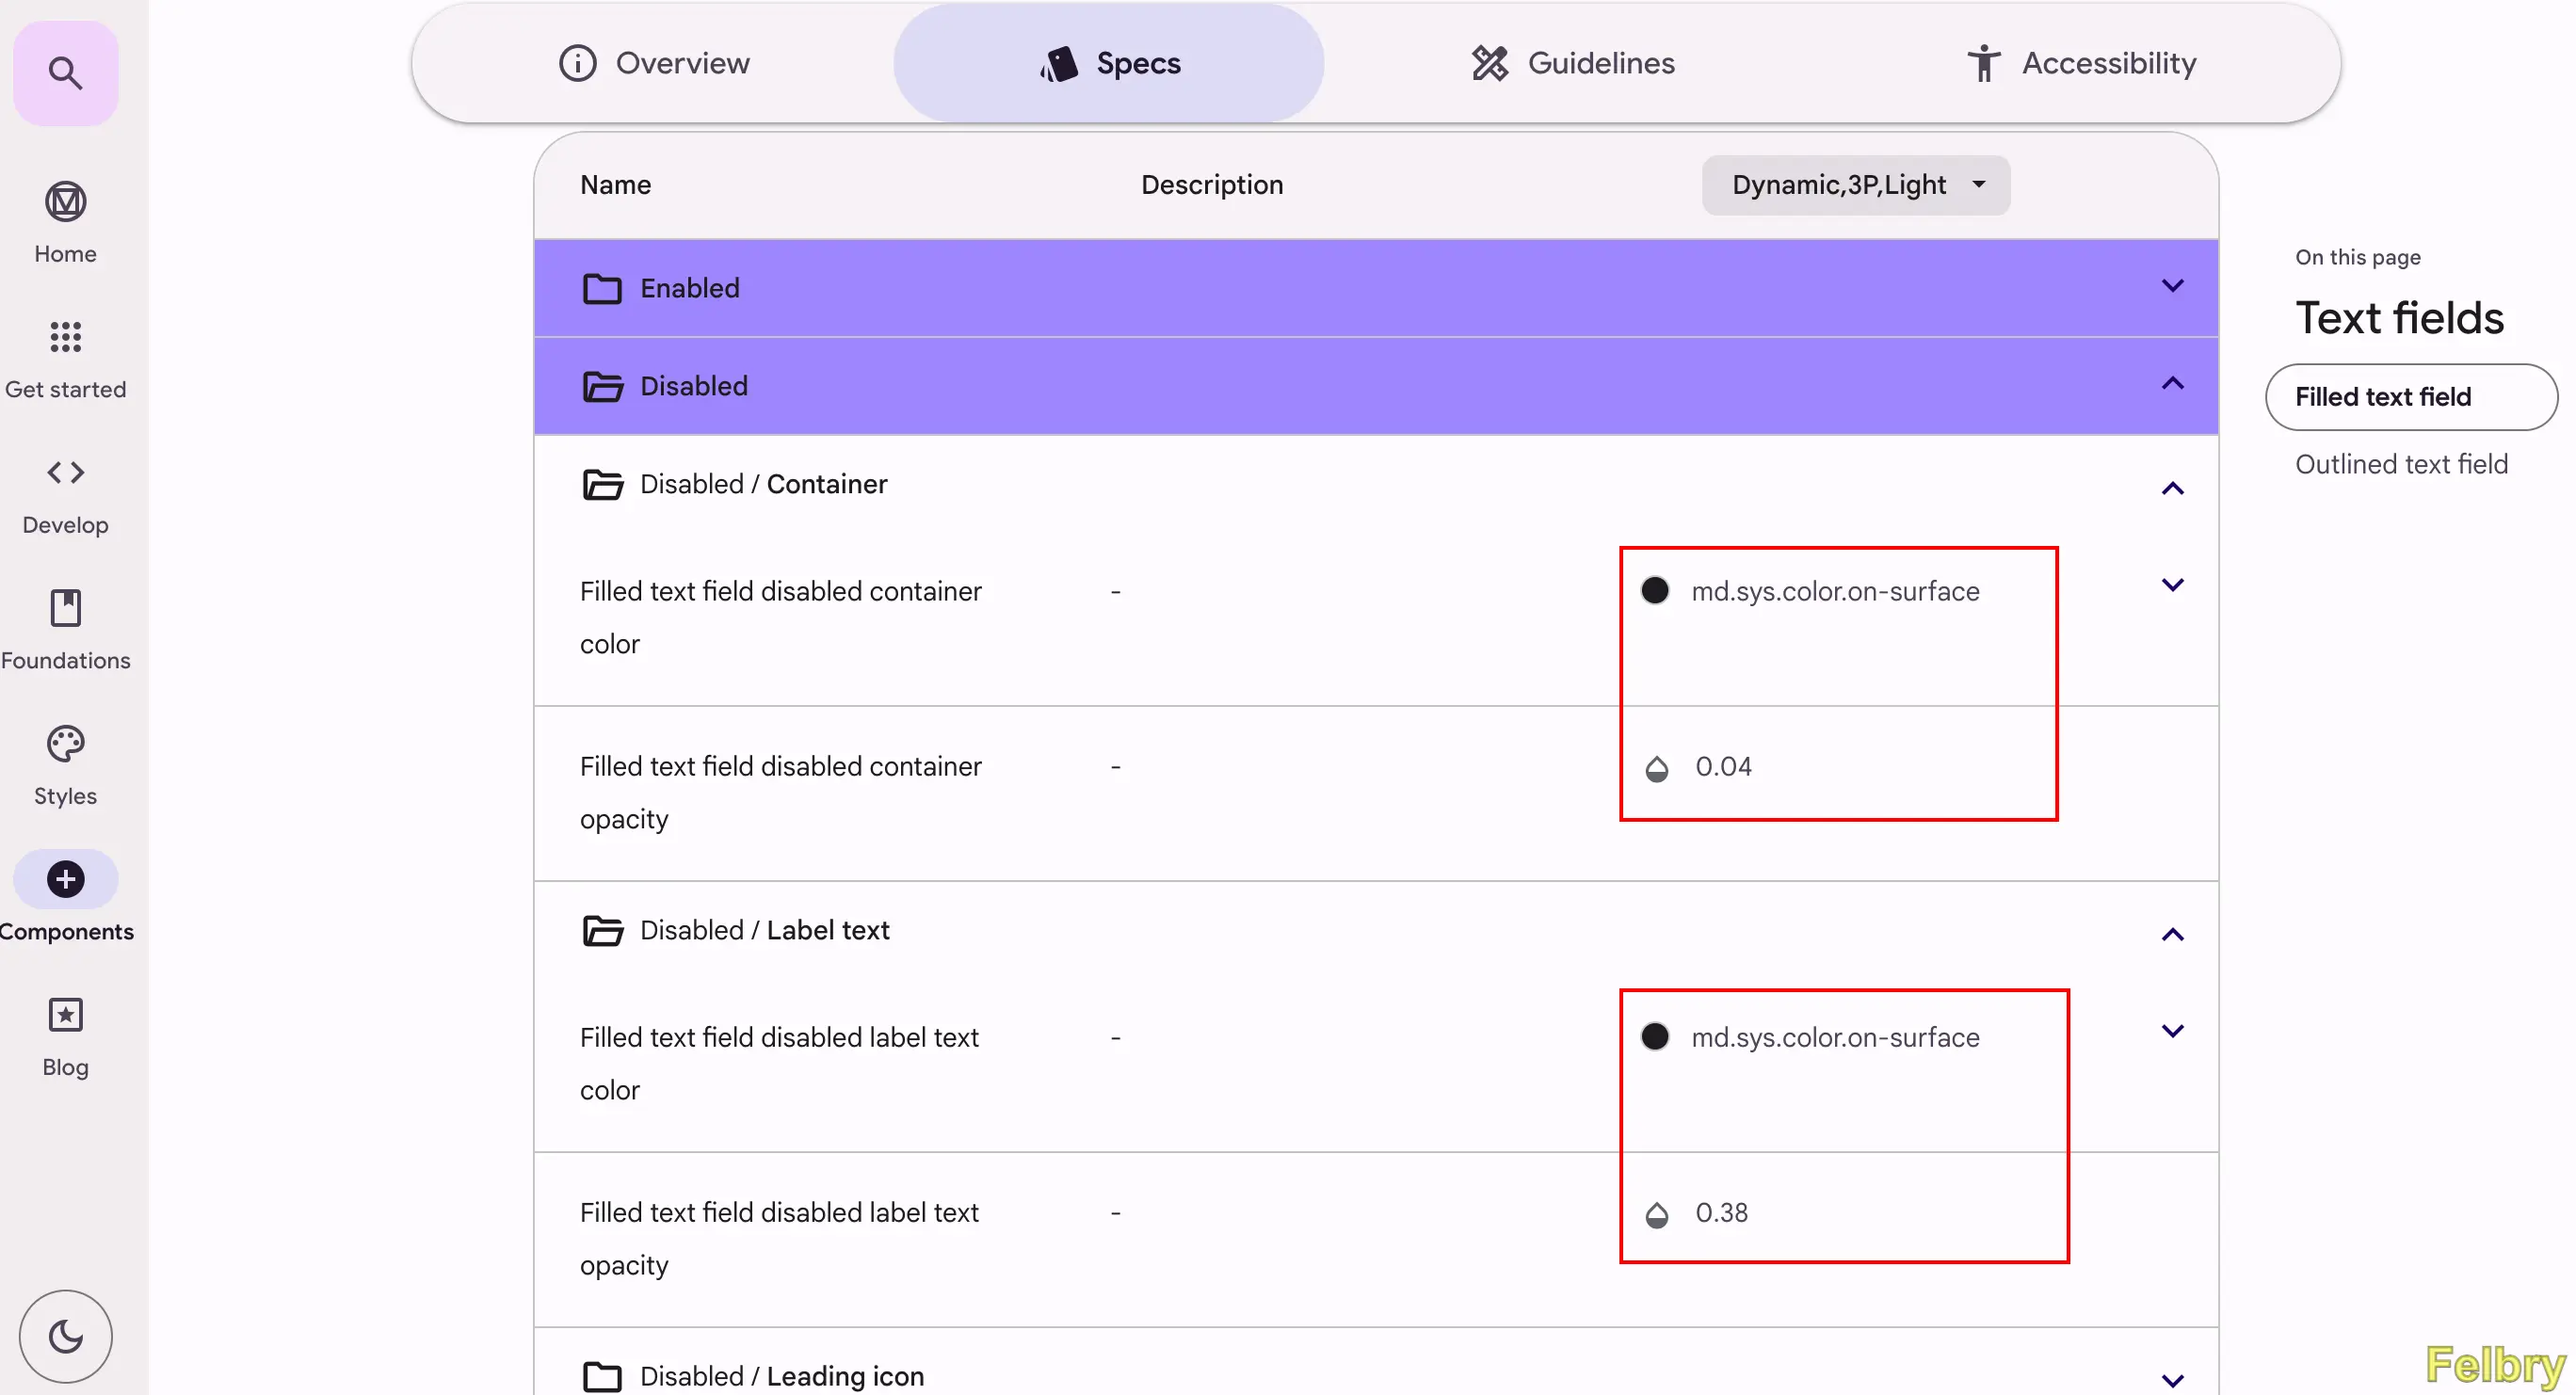 Overview
Specs
Guidelines
Accessibility
Home
Get started
Develop
Foundations
Styles
Components
Blog
Name Description Dynamic,3P,Light
Enabled
Disabled
Disabled / Container
Filled text field disabled container - md.sys.color.on-surface
color
Filled text field disabled container - 0.04
opacity
Disabled / Label text
Filled text field disabled label text - md.sys.color.on-surface
color
Filled text field disabled label text - 0.38
opacity
Disabled / Leading icon
On this page
Text fields
Filled text field
Outlined text field
Felbry